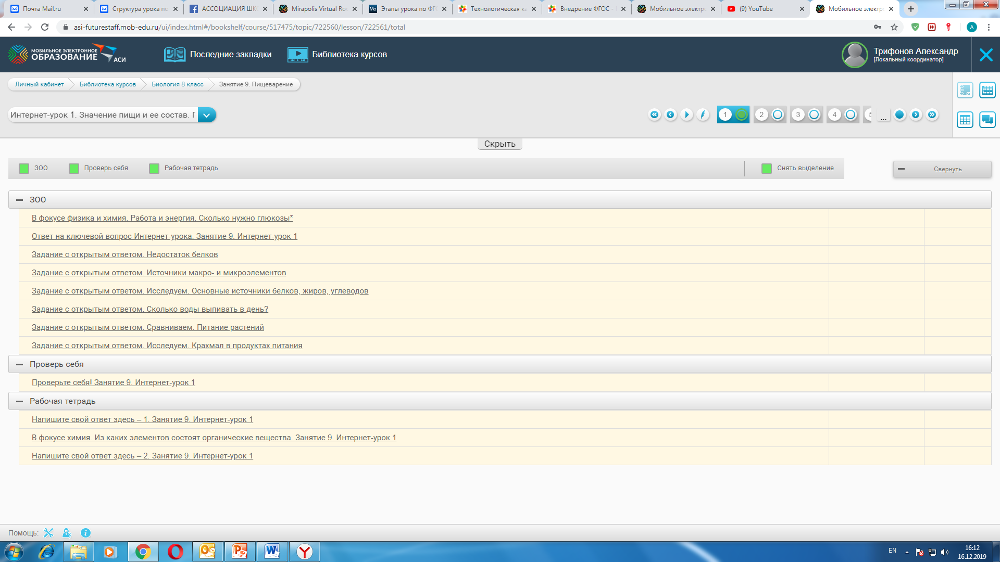 Почта Mail.ru
Структура урока по
АССОЦИАЦИЯ ШКО
Mirapolis Virtual Roo
Этапы урока по ФГО
Технологическая ка
Внедрение ФГОС -
Мобильное электро
(9) YouTube
Мобильное электро
asi-futurestaff.mob-edu.ru/ui/index.html#/bookshelf/course/517475/topic/722560/lesson/722561/total
A
МОБИЛЬНОЕ ЭЛЕКТРОННОЕ
ОБРАЗОВАНИЕ
АСИ
Последние закладки
Библиотека курсов
Трифонов Александр
[Локальный координатор]
Личный кабинет
Библиотека курсов
Биология 8 класс
Занятие 9. Пищеварение
Интернет-урок 1. Значение пищи и ее состав. Г
1
2
3
4
5
...
Скрыть
ЗОО
Проверь себя
Рабочая тетрадь
Снять выделение
Свернуть
ЗОО
В фокусе физика и химия. Работа и энергия. Сколько нужно глюкозы*
Ответ на ключевой вопрос Интернет-урока. Занятие 9. Интернет-урок 1
Задание с открытым ответом. Недостаток белков
Задание с открытым ответом. Источники макро- и микроэлементов
Задание с открытым ответом. Исследуем. Основные источники белков, жиров, углеводов
Задание с открытым ответом. Сколько воды выпивать в день?
Задание с открытым ответом. Сравниваем. Питание растений
Задание с открытым ответом. Исследуем. Крахмал в продуктах питания
Проверь себя
Проверьте себя! Занятие 9. Интернет-урок 1
Рабочая тетрадь
Напишите свой ответ здесь – 1. Занятие 9. Интернет-урок 1
В фокусе химия. Из каких элементов состоят органические вещества. Занятие 9. Интернет-урок 1
Напишите свой ответ здесь – 2. Занятие 9. Интернет-урок 1
Помощь:
EN
16:12
16.12.2019